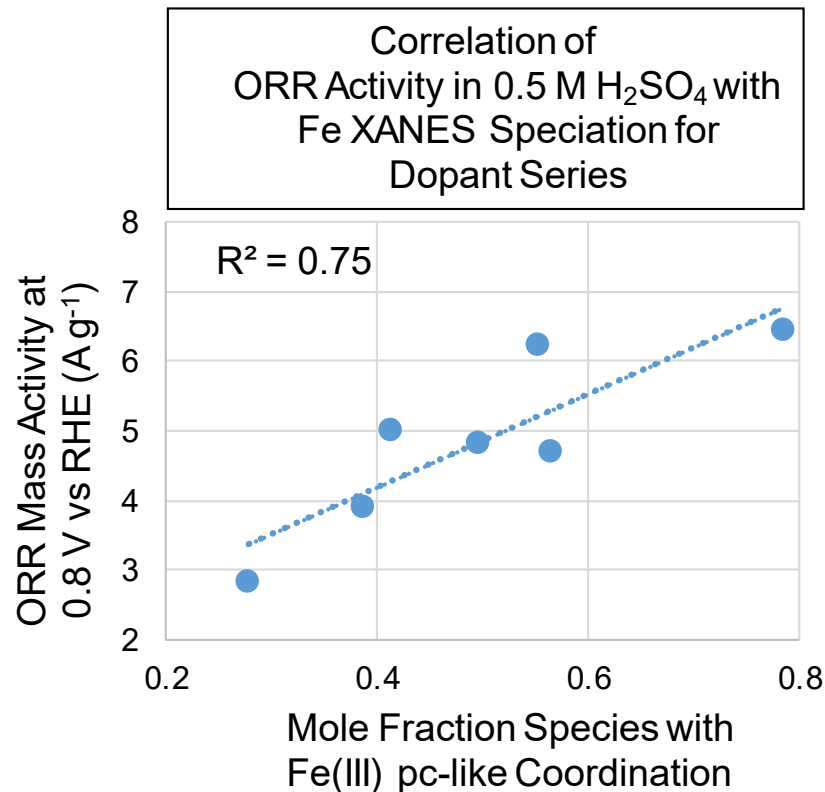 Correlation of
ORR Activity in 0.5 M H₂SO₄ with
Fe XANES Speciation for
Dopant Series
8
R² = 0.75
7
6
5
4
3
2
ORR Mass Activity at
0.8 V vs RHE (A g⁻¹)
0.2 0.4 0.6 0.8
Mole Fraction Species with
Fe(III) pc-like Coordination